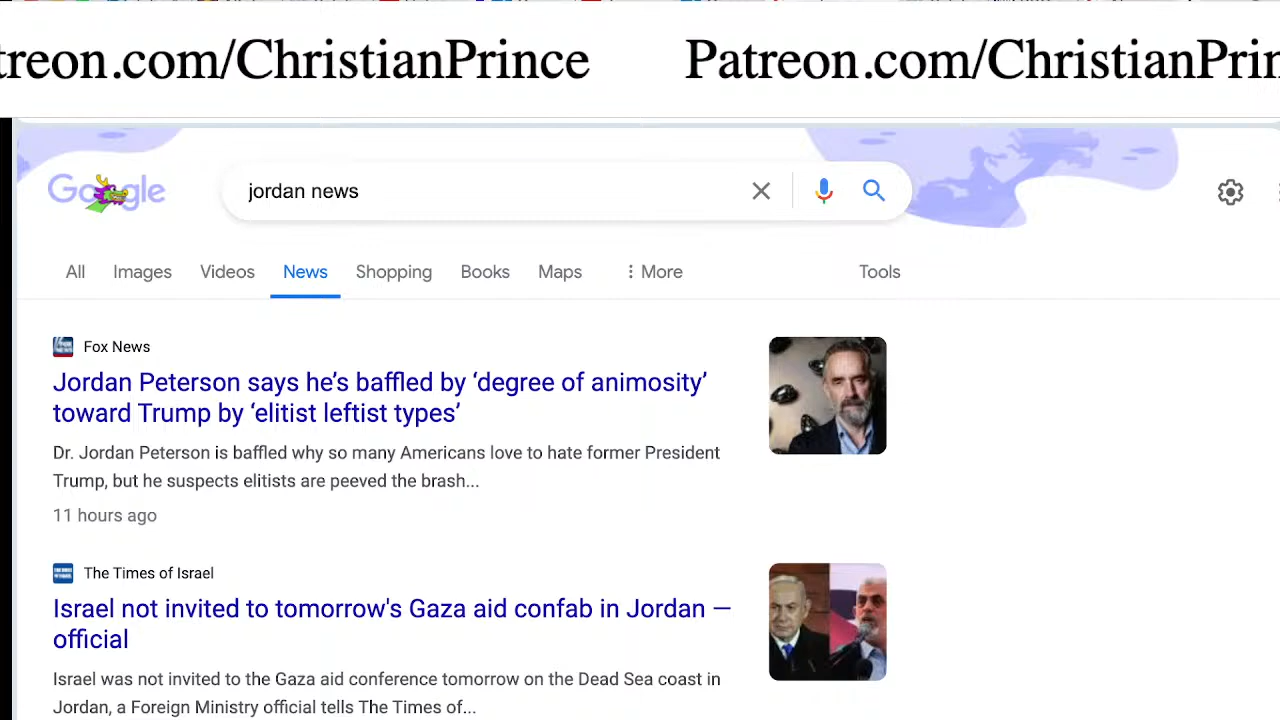 treon.com/ChristianPrince Patreon.com/ChristianPrin
Google
jordan news
All Images Videos News Shopping Books Maps More Tools
Fox News
Jordan Peterson says he’s baffled by ‘degree of animosity’
toward Trump by ‘elitist leftist types’
Dr. Jordan Peterson is baffled why so many Americans love to hate former President
Trump, but he suspects elitists are peeved the brash...
11 hours ago
The Times of Israel
Israel not invited to tomorrow's Gaza aid confab in Jordan —
official
Israel was not invited to the Gaza aid conference tomorrow on the Dead Sea coast in
Jordan, a Foreign Ministry official tells The Times of...